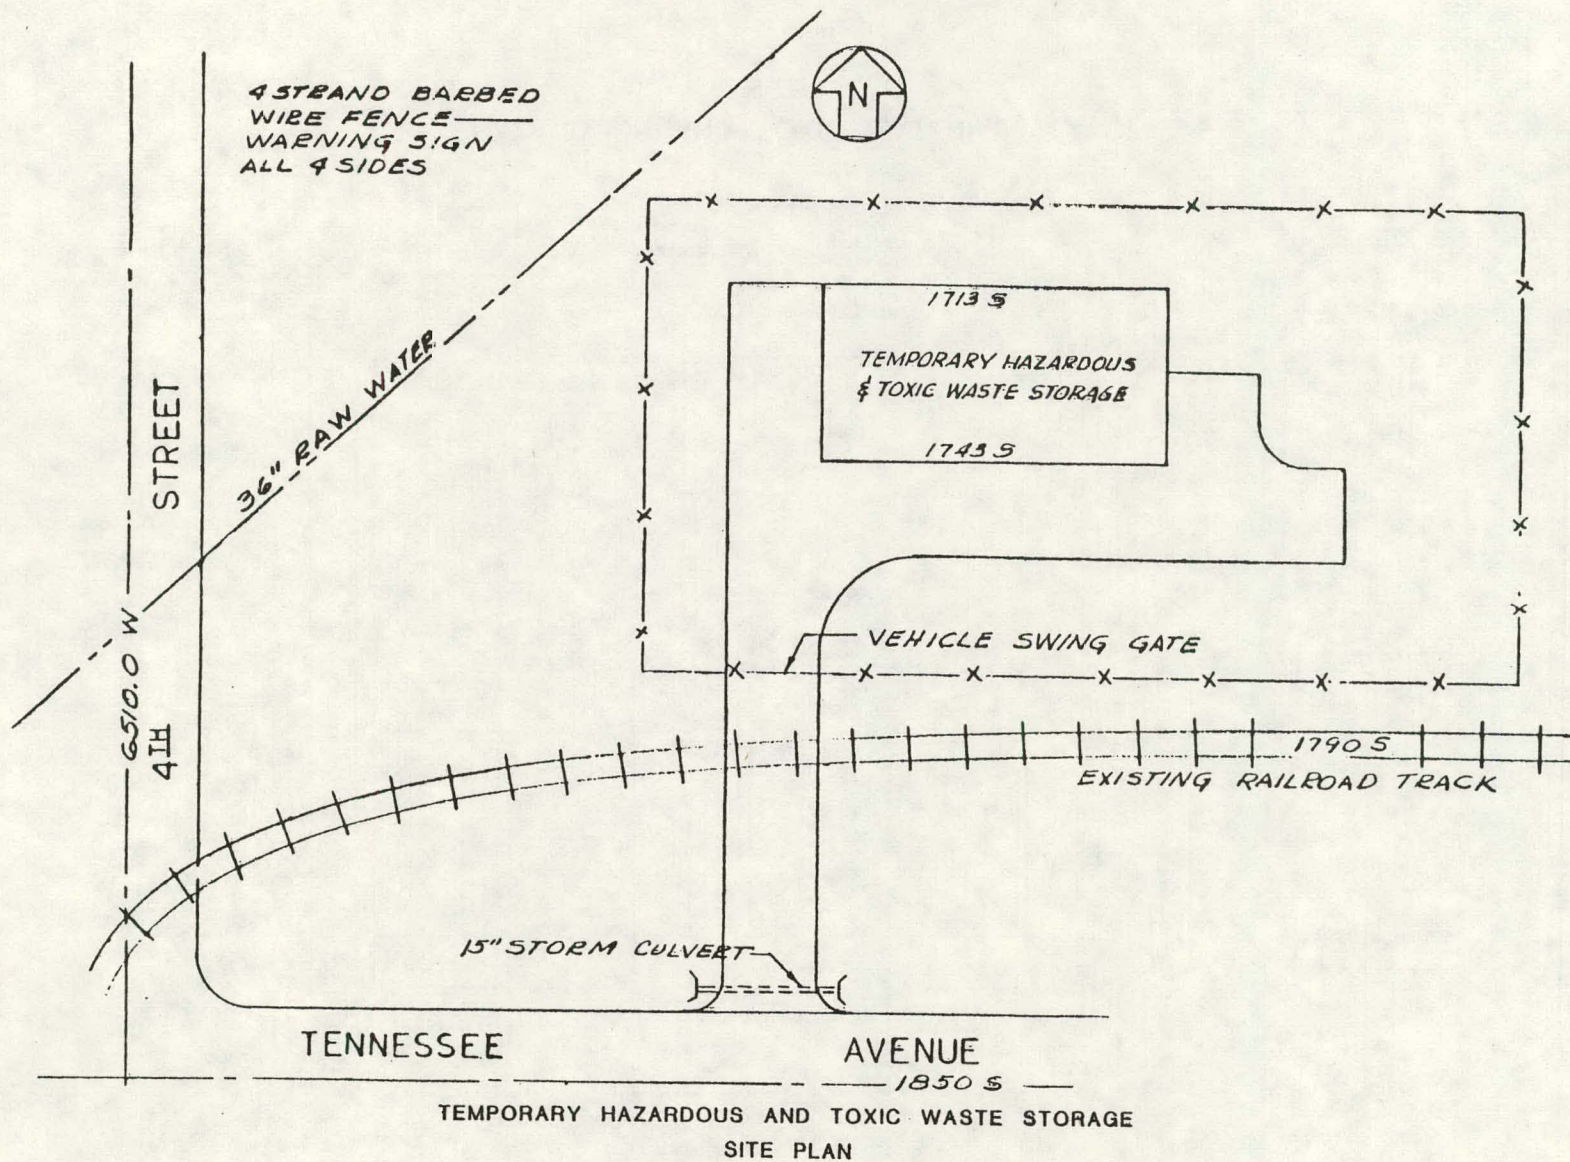 4 STRAND BARBED
WIRE FENCE
WARNING SIGN
ALL 4 SIDES
N
1713 S
TEMPORARY HAZARDOUS
& TOXIC WASTE STORAGE
1743 S
36" RAW WATER
STREET
4TH
6510.0 W
VEHICLE SWING GATE
1790 S
EXISTING RAILROAD TRACK
15" STORM CULVERT
TENNESSEE AVENUE
1850 S
TEMPORARY HAZARDOUS AND TOXIC WASTE STORAGE
SITE PLAN